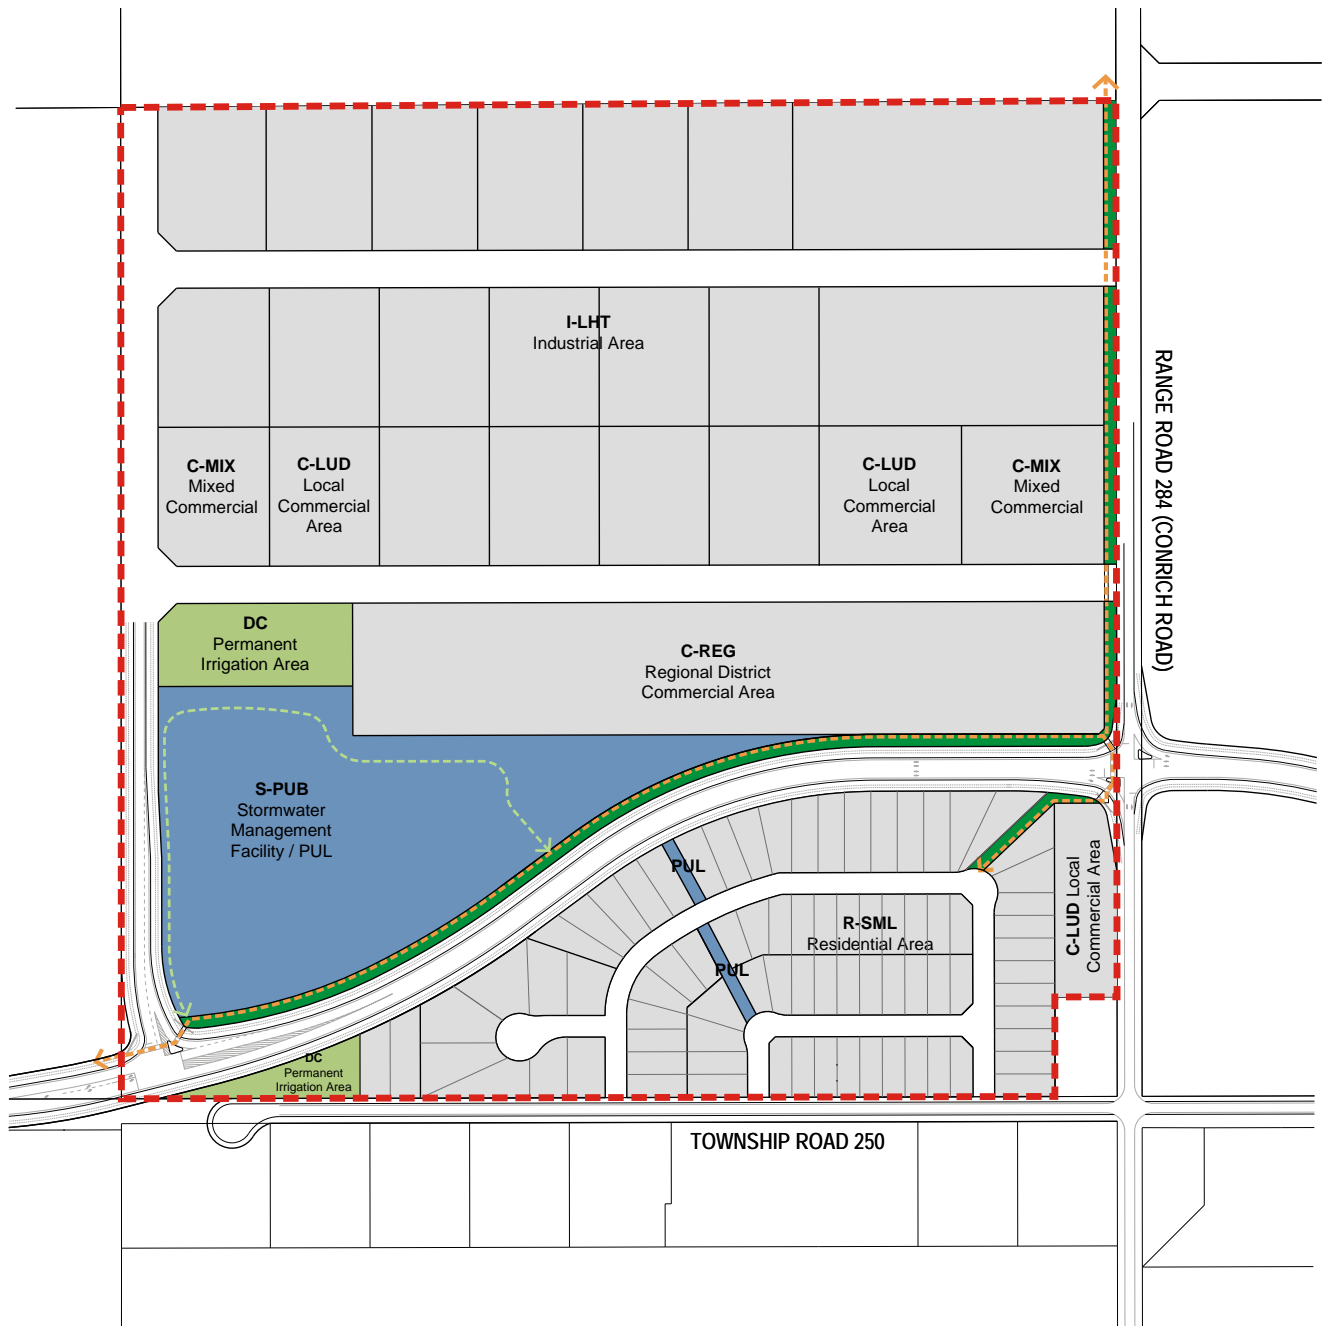 I-LHT
Industrial Area
RANGE ROAD 284 (CONRICH ROAD)
C-MIX
Mixed
Commercial
C-LUD
Local
Commercial
Area
C-LUD
Local
Commercial
Area
C-MIX
Mixed
Commercial
DC
Permanent
Irrigation Area
C-REG
Regional District
Commercial Area
S-PUB
Stormwater
Management
Facility / PUL
PUL
R-SML
Residential Area
C-LUD Local
Commercial Area
PUL
DC
Permanent
Irrigation Area
TOWNSHIP ROAD 250